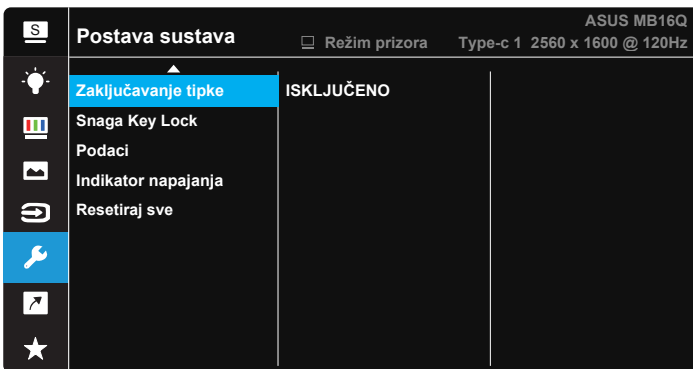 S
Postava sustava
ASUS MB16Q
Režim prizora Type-c 1 2560 x 1600 @ 120Hz
Zaključavanje tipke ISKLJUČENO
Snaga Key Lock
Podaci
Indikator napajanja
Resetiraj sve